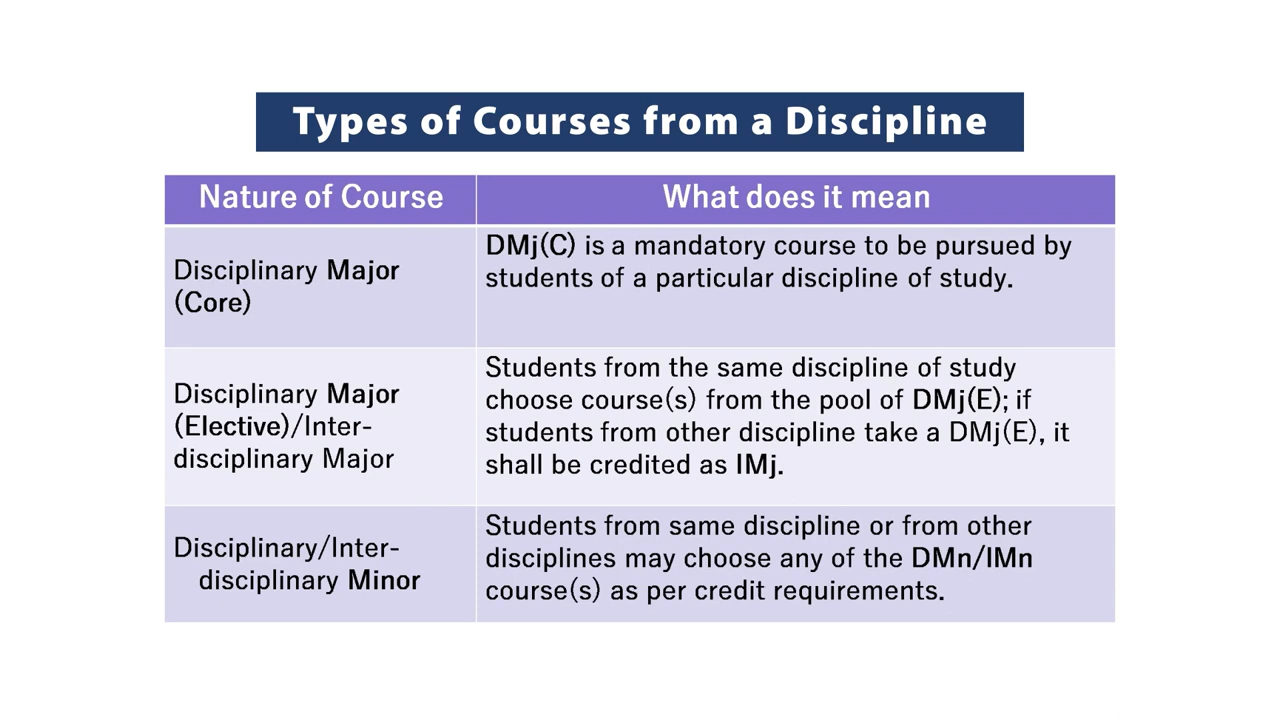 Types of Courses from a Discipline
Nature of Course
What does it mean
Disciplinary Major
(Core)
DMj(C) is a mandatory course to be pursued by
students of a particular discipline of study.
Disciplinary Major
(Elective)/Inter-
disciplinary Major
Students from the same discipline of study
choose course(s) from the pool of DMj(E); if
students from other discipline take a DMj(E), it
shall be credited as IMj.
Disciplinary/Inter-
disciplinary Minor
Students from same discipline or from other
disciplines may choose any of the DMn/IMn
course(s) as per credit requirements.